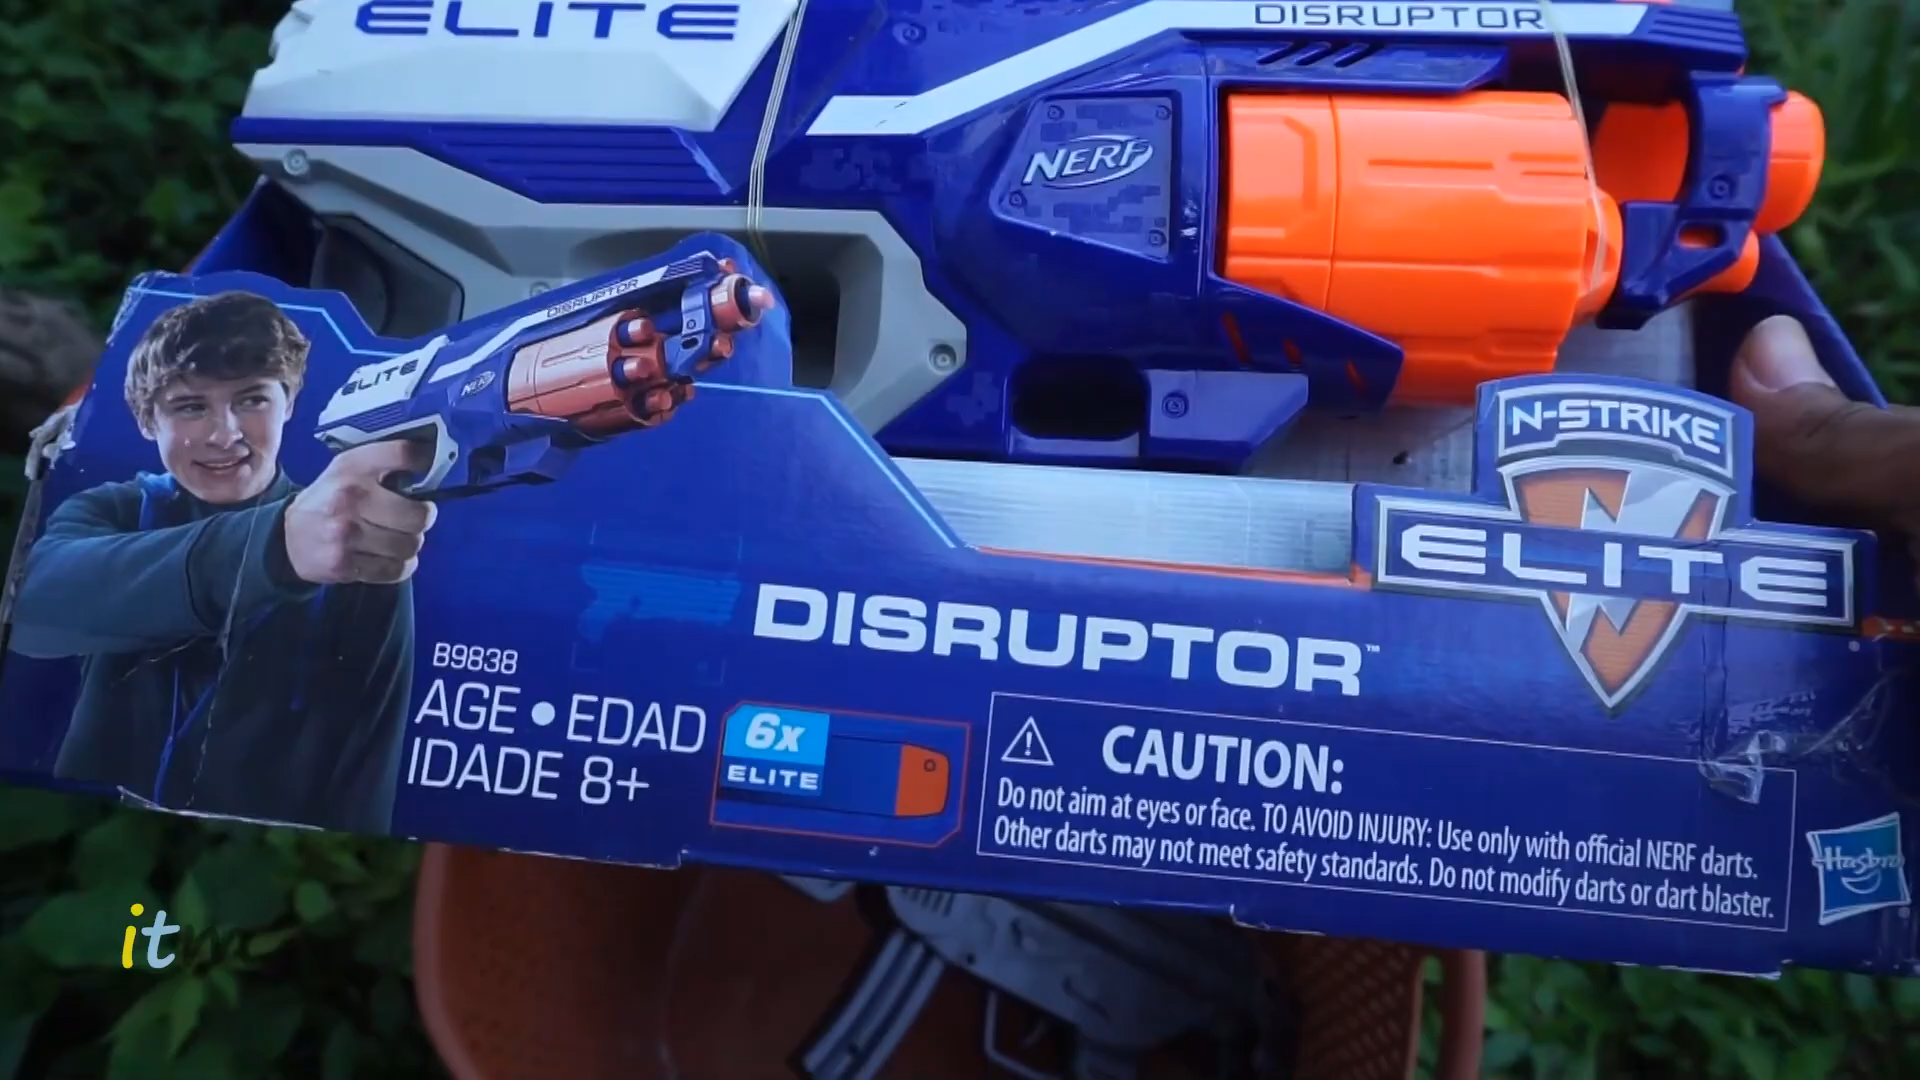 ELITE
DISRUPTOR
NERF
DISRUPTOR
ELITE
NERF
N-STRIKE
ELITE
DISRUPTOR™
B9838
AGE • EDAD
IDADE 8+
6x
ELITE
CAUTION:
Do not aim at eyes or face. TO AVOID INJURY: Use only with official NERF darts.
Other darts may not meet safety standards. Do not modify darts or dart blaster.
Hasbro
it